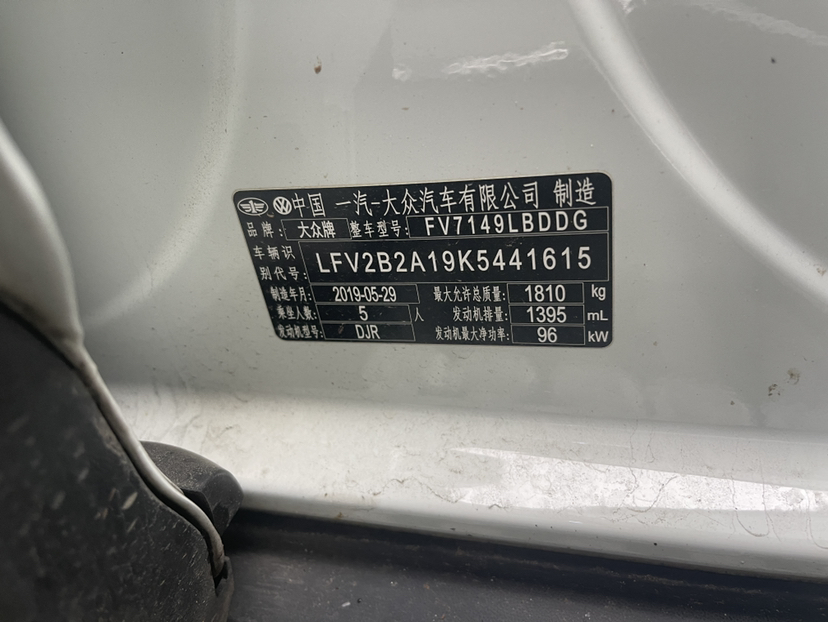 中国 一汽-大众汽车有限公司 制造
品牌: 大众牌 整车型号: FV7149LBDDG
车辆识别代号: LFV2B2A19K5441615
制造年月: 2019-05-29 最大允许总质量: 1810 kg
乘坐人数: 5 人 发动机排量: 1395 mL
发动机型号: DJR 发动机最大净功率: 96 kW